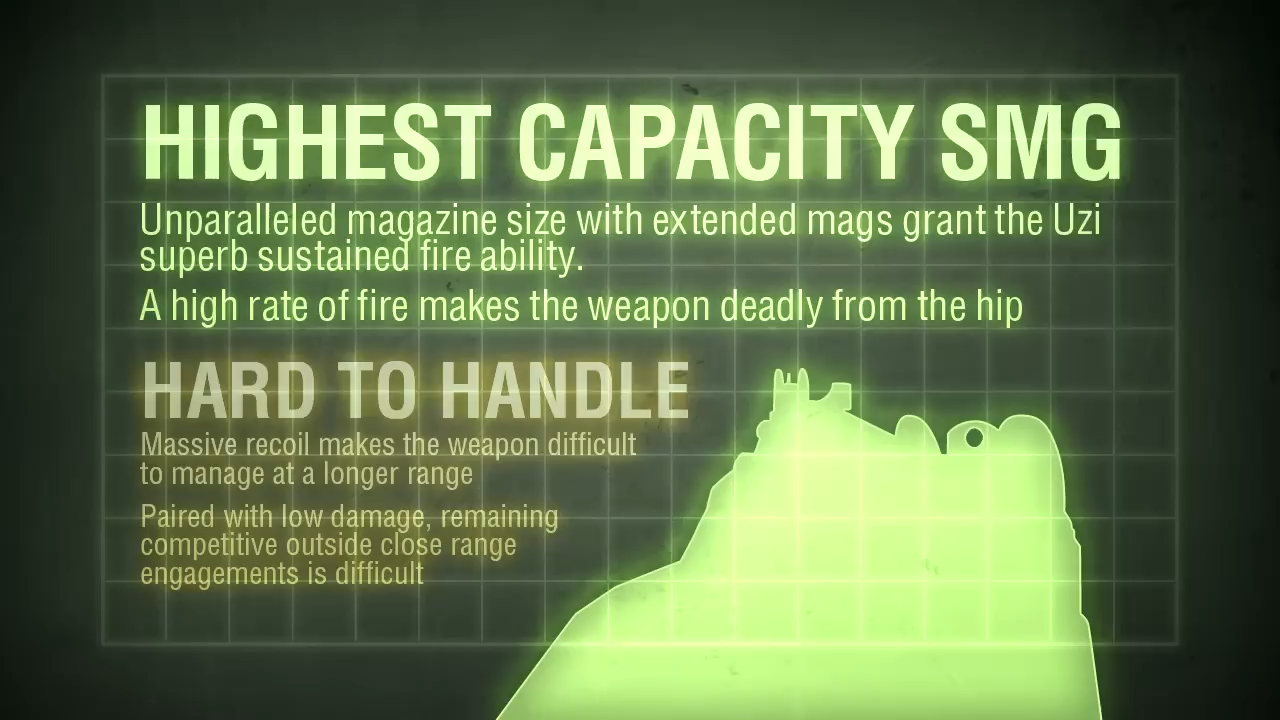 HIGHEST CAPACITY SMG
Unparalleled magazine size with extended mags grant the Uzi
superb sustained fire ability.
A high rate of fire makes the weapon deadly from the hip
HARD TO HANDLE
Massive recoil makes the weapon difficult
to manage at a longer range
Paired with low damage, remaining
competitive outside close range
engagements is difficult